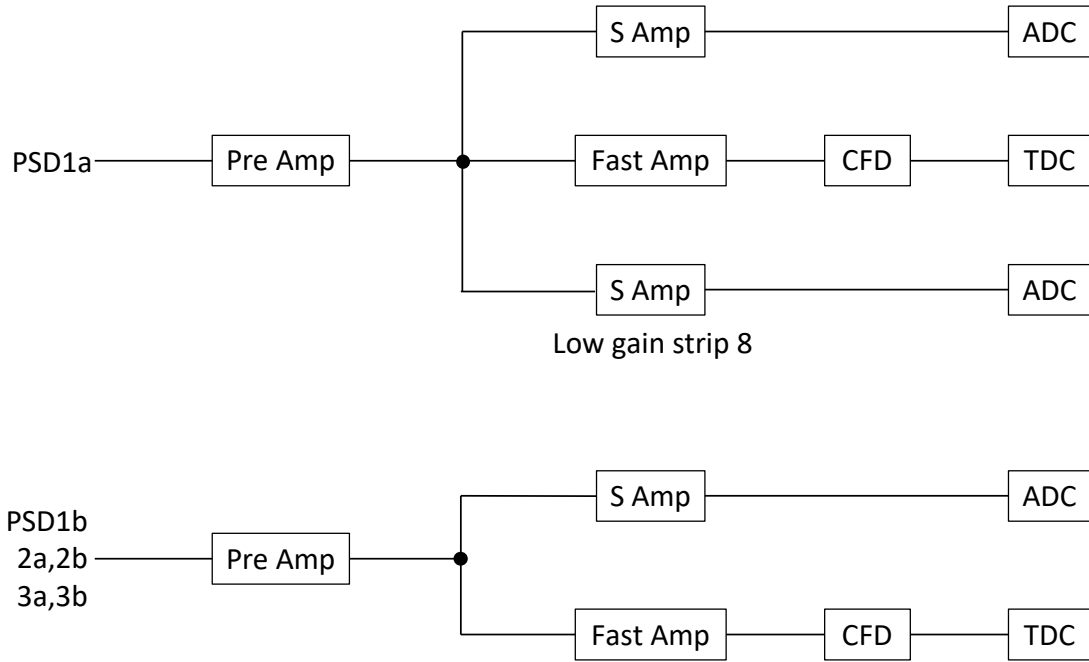 S Amp
ADC
PSD1a
Pre Amp
Fast Amp
CFD
TDC
S Amp
ADC
Low gain strip 8
S Amp
ADC
PSD1b
2a,2b
3a,3b
Pre Amp
Fast Amp
CFD
TDC